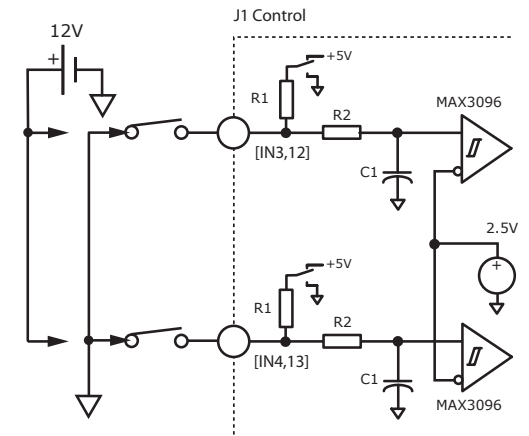 J1 Control
12V
+
+5V
R1
MAX3096
R2
[IN3,12]
C1
2.5V
+
+5V
R1
R2
[IN4,13]
C1
MAX3096